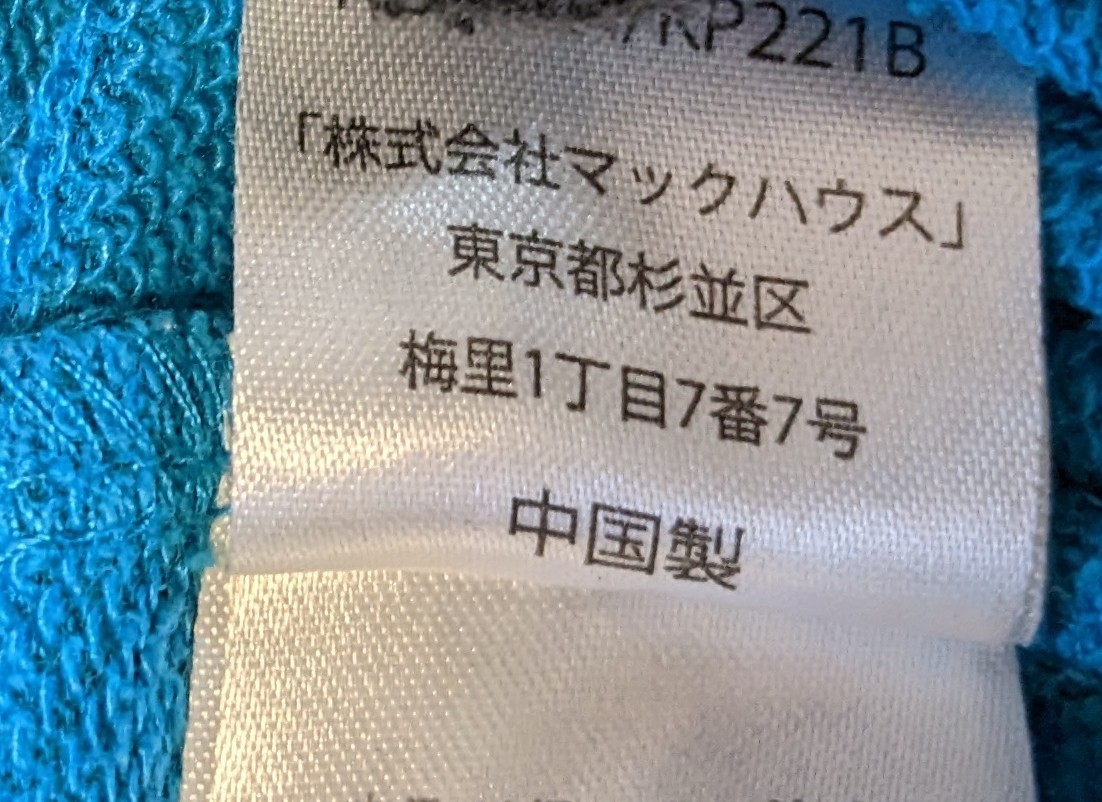 KP221B
「株式会社マックハウス」
東京都杉並区
梅里1丁目7番7号
中国製